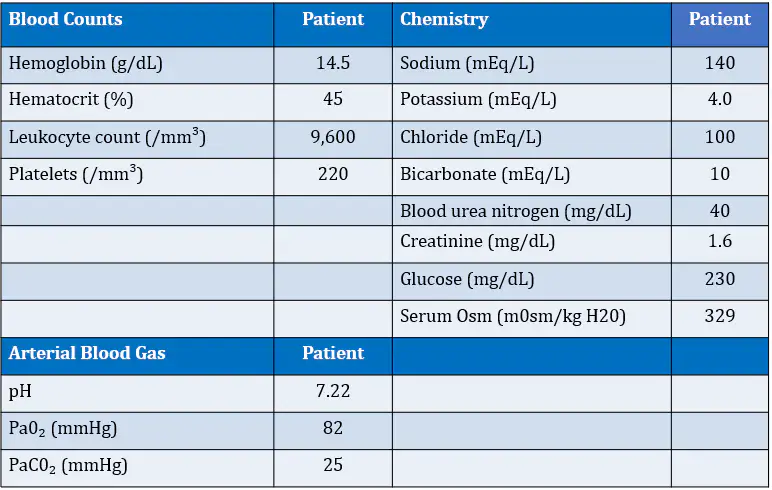 Blood Counts Patient Chemistry Patient
Hemoglobin (g/dL) 14.5 Sodium (mEq/L) 140
Hematocrit (%) 45 Potassium (mEq/L) 4.0
Leukocyte count (/mm³) 9,600 Chloride (mEq/L) 100
Platelets (/mm³) 220 Bicarbonate (mEq/L) 10
Blood urea nitrogen (mg/dL) 40
Creatinine (mg/dL) 1.6
Glucose (mg/dL) 230
Serum Osm (m0sm/kg H20) 329
Arterial Blood Gas Patient
pH 7.22
Pa0₂ (mmHg) 82
PaC0₂ (mmHg) 25